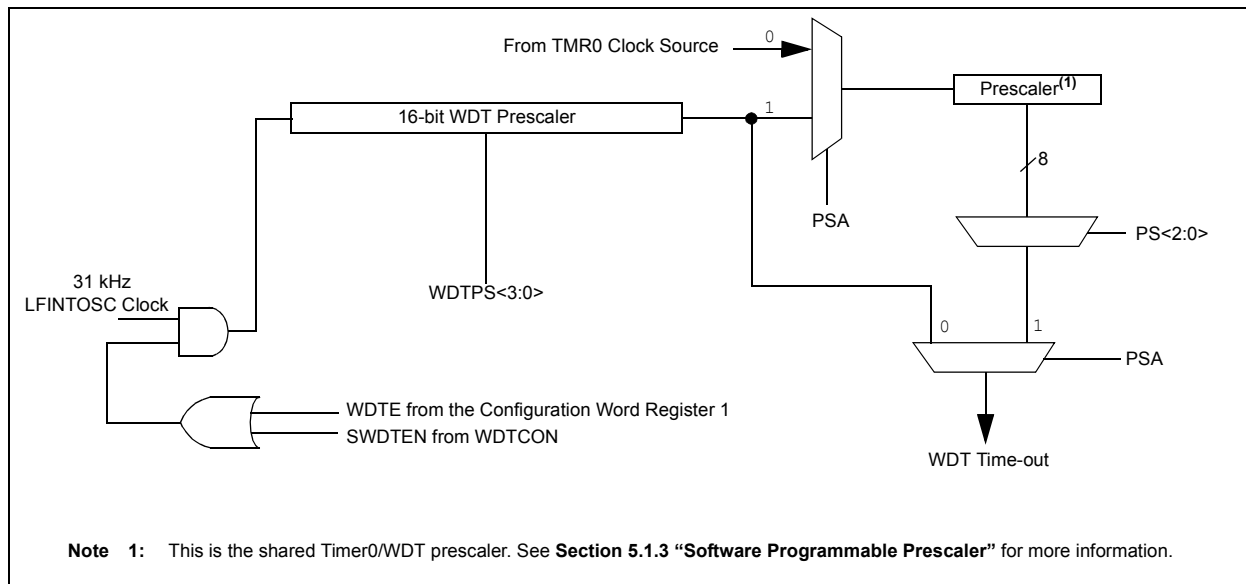 From TMR0 Clock Source
0
Prescaler(1)
16-bit WDT Prescaler
1
8
PSA
PS<2:0>
31 kHz
LFINTOSC Clock
WDTPS<3:0>
0
1
PSA
WDTE from the Configuration Word Register 1
SWDTEN from WDTCON
WDT Time-out
Note 1: This is the shared Timer0/WDT prescaler. See Section 5.1.3 “Software Programmable Prescaler” for more information.